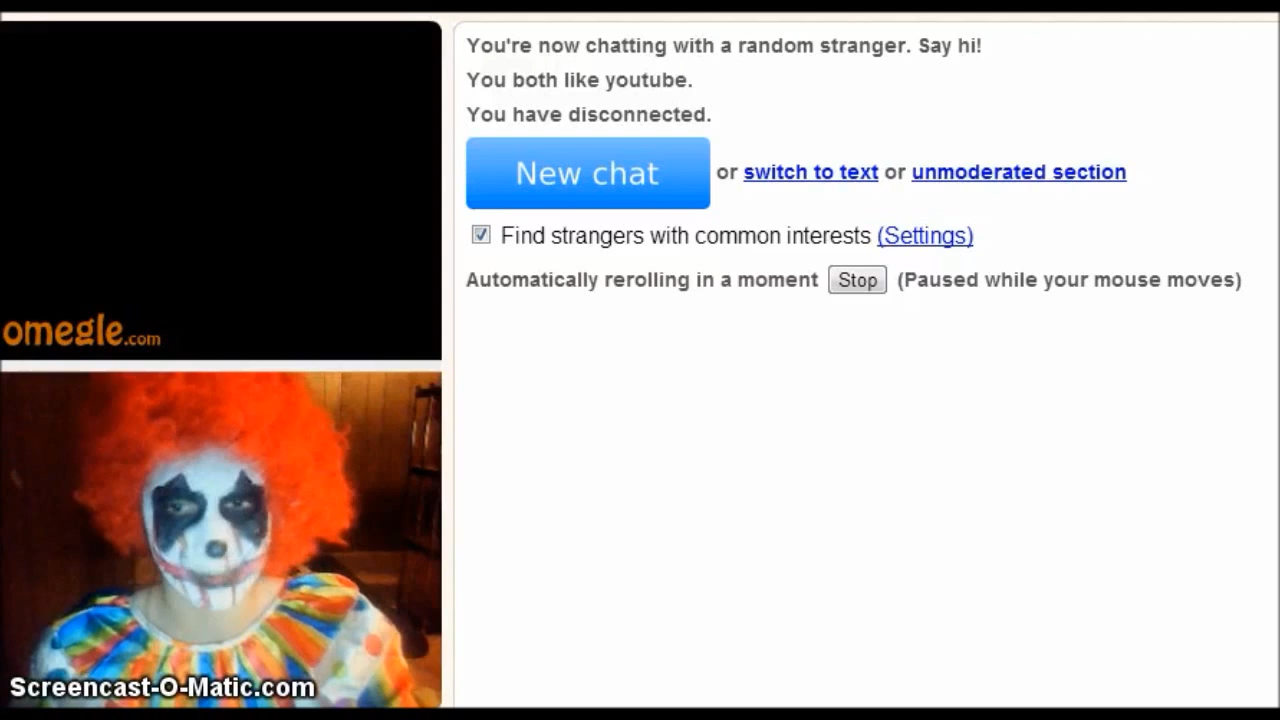 You're now chatting with a random stranger. Say hi!
You both like youtube.
You have disconnected.
New chat or switch to text or unmoderated section
Find strangers with common interests (Settings)
Automatically rerolling in a moment Stop (Paused while your mouse moves)
omegle.com
Screencast-O-Matic.com